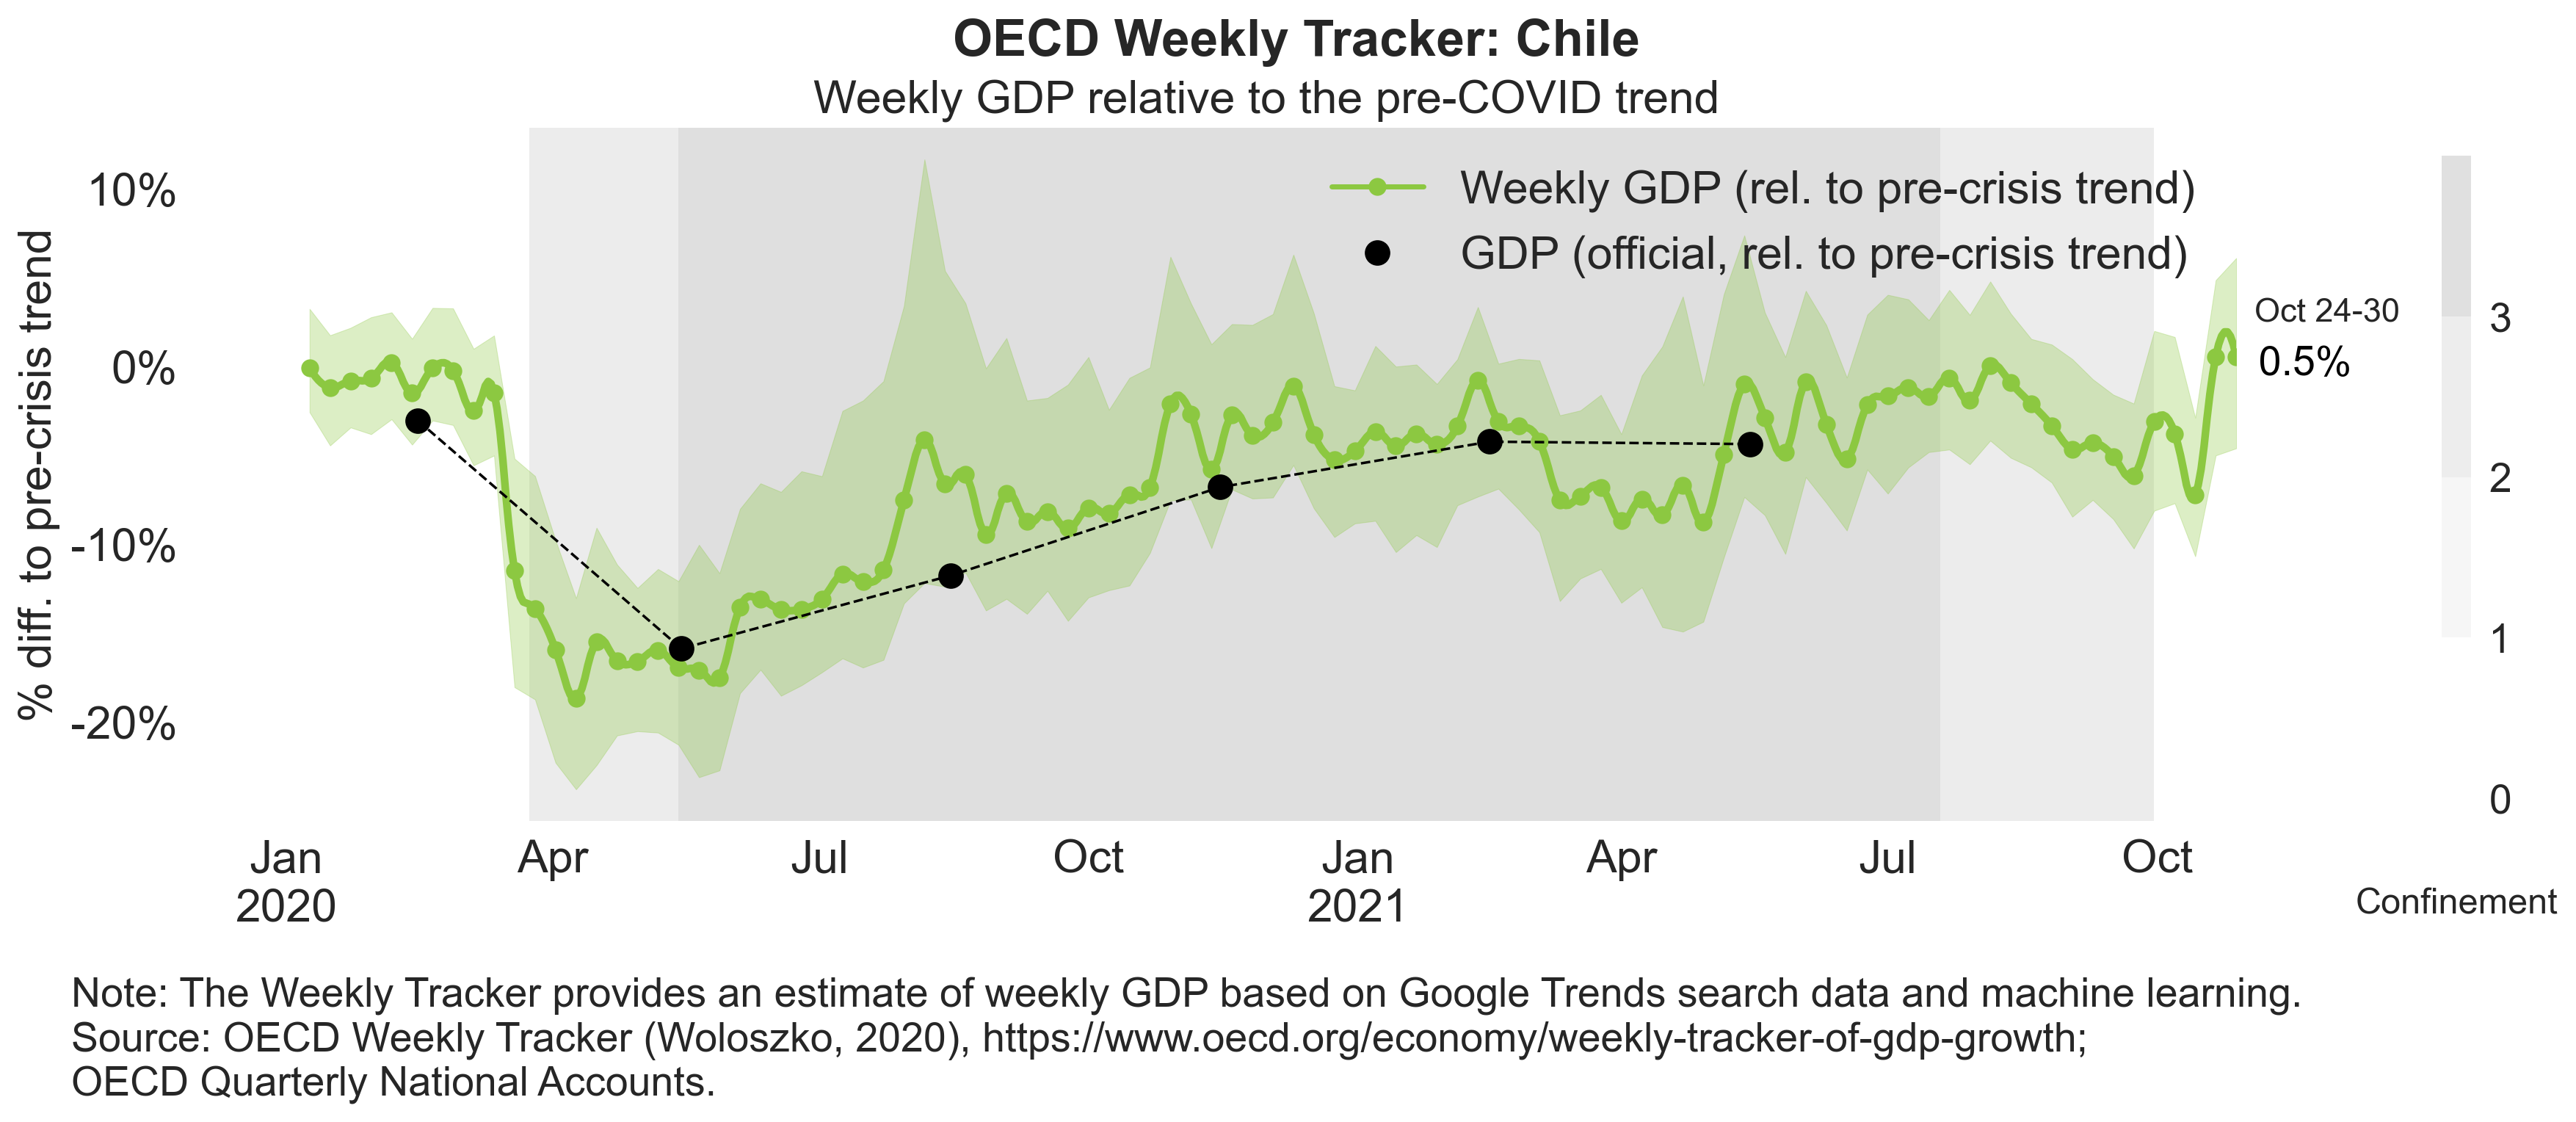 OECD Weekly Tracker: Chile
Weekly GDP relative to the pre-COVID trend
% diff. to pre-crisis trend
10%
0%
-10%
-20%
Weekly GDP (rel. to pre-crisis trend)
GDP (official, rel. to pre-crisis trend)
Oct 24-30
0.5%
3
2
1
0
Confinement
Jan Apr Jul Oct Jan Apr Jul Oct
2020 2021
Note: The Weekly Tracker provides an estimate of weekly GDP based on Google Trends search data and machine learning.
Source: OECD Weekly Tracker (Woloszko, 2020), https://www.oecd.org/economy/weekly-tracker-of-gdp-growth;
OECD Quarterly National Accounts.